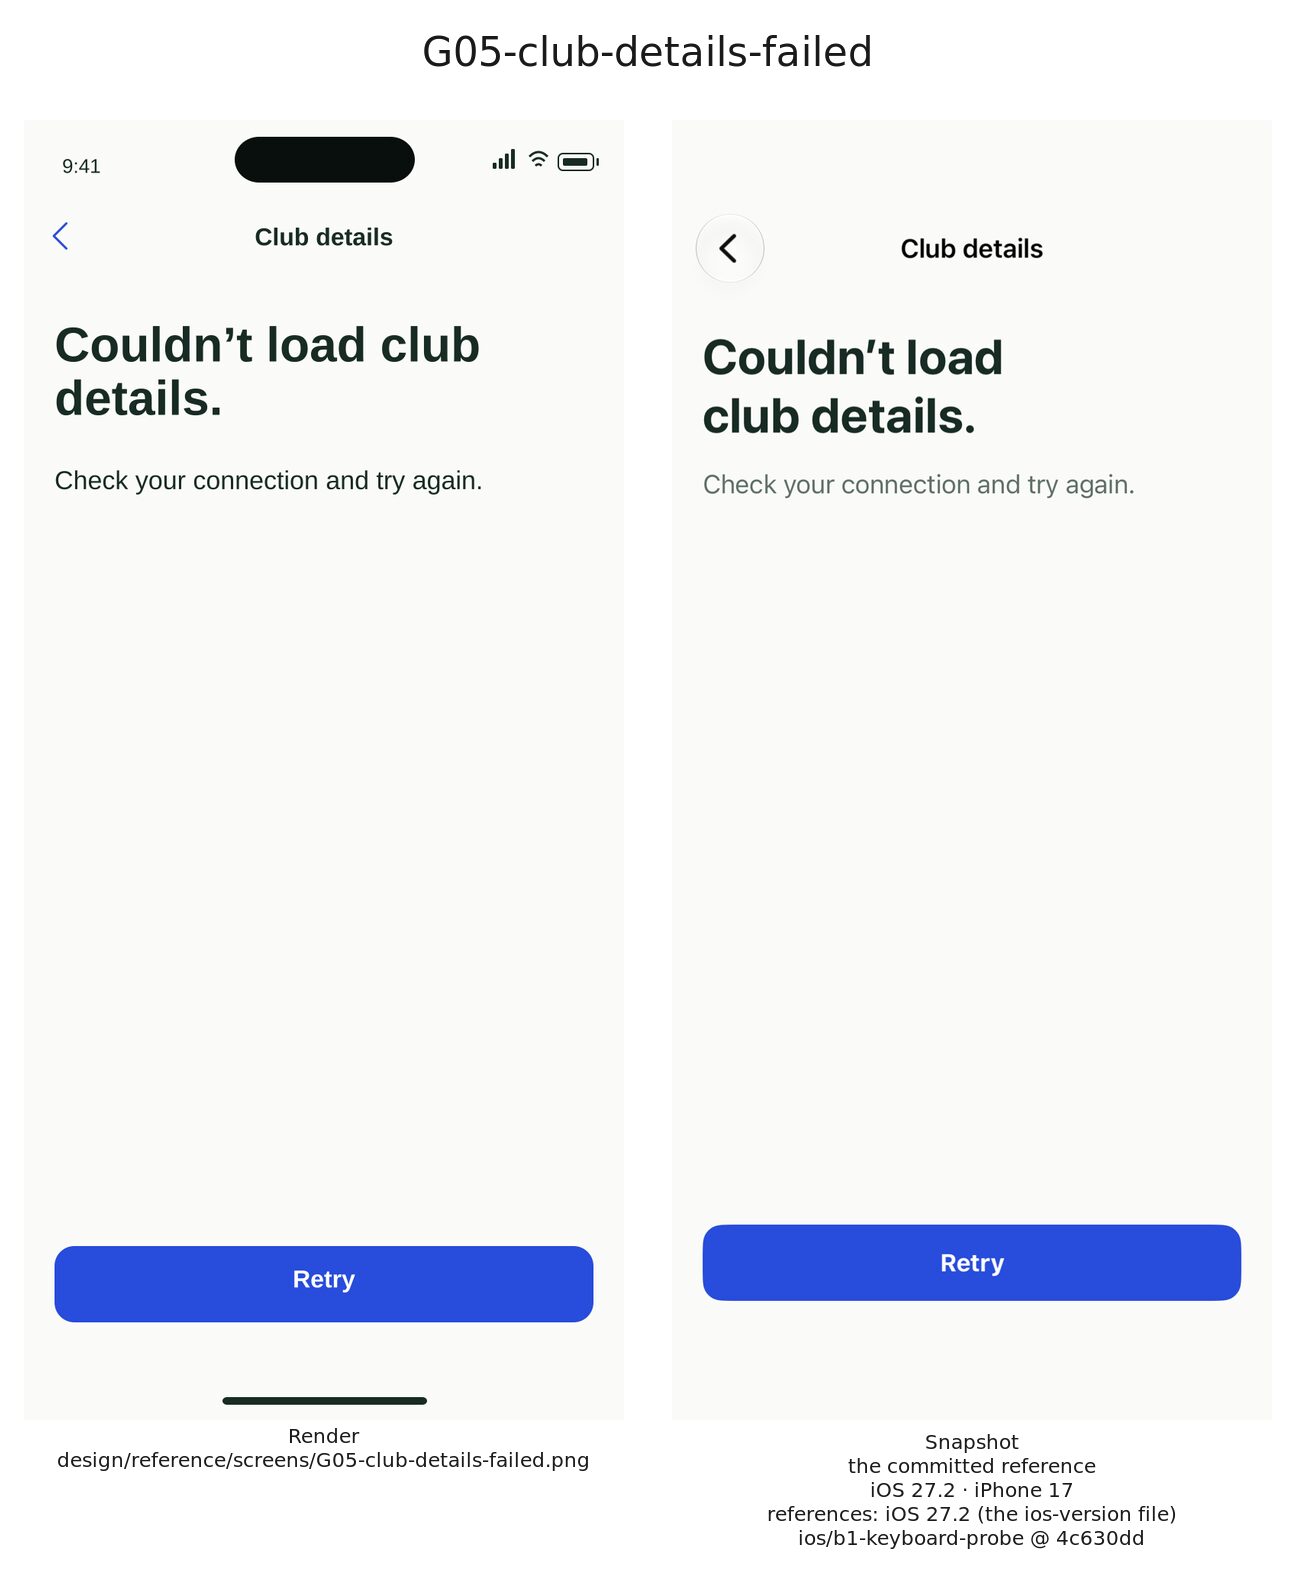 G05-club-details-failed
9:41
Club details
Couldn’t load club
details.
Check your connection and try again.
Retry
Render
design/reference/screens/G05-club-details-failed.png
Club details
Couldn’t load
club details.
Check your connection and try again.
Retry
Snapshot
the committed reference
iOS 27.2 · iPhone 17
references: iOS 27.2 (the ios-version file)
ios/b1-keyboard-probe @ 4c630dd